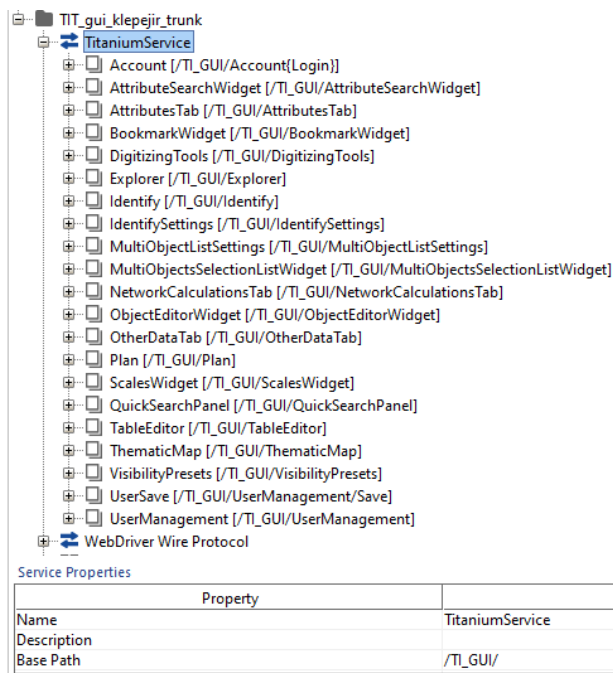 TIT_gui_klepejir_trunk
TitaniumService
Account [/TI_GUI/Account{Login}]
AttributeSearchWidget [/TI_GUI/AttributeSearchWidget]
AttributesTab [/TI_GUI/AttributesTab]
BookmarkWidget [/TI_GUI/BookmarkWidget]
DigitizingTools [/TI_GUI/DigitizingTools]
Explorer [/TI_GUI/Explorer]
Identify [/TI_GUI/Identify]
IdentifySettings [/TI_GUI/IdentifySettings]
MultiObjectListSettings [/TI_GUI/MultiObjectListSettings]
MultiObjectsSelectionListWidget [/TI_GUI/MultiObjectsSelectionListWidget]
NetworkCalculationsTab [/TI_GUI/NetworkCalculationsTab]
ObjectEditorWidget [/TI_GUI/ObjectEditorWidget]
OtherDataTab [/TI_GUI/OtherDataTab]
Plan [/TI_GUI/Plan]
ScalesWidget [/TI_GUI/ScalesWidget]
QuickSearchPanel [/TI_GUI/QuickSearchPanel]
TableEditor [/TI_GUI/TableEditor]
ThematicMap [/TI_GUI/ThematicMap]
VisibilityPresets [/TI_GUI/VisibilityPresets]
UserSave [/TI_GUI/UserManagement/Save]
UserManagement [/TI_GUI/UserManagement]
WebDriver Wire Protocol
Service Properties
Property
Name TitaniumService
Description
Base Path /TI_GUI/